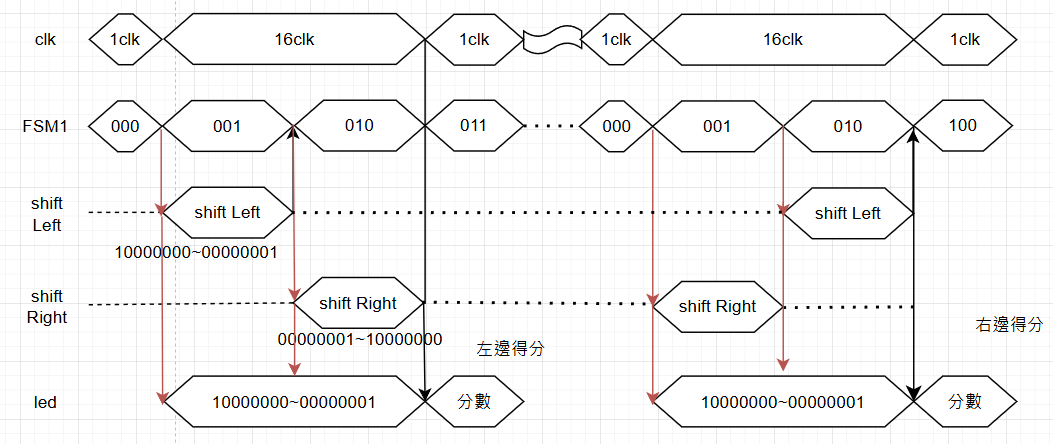 clk
1clk
16clk
1clk
1clk
16clk
1clk
FSM1
000
001
010
011
000
001
010
100
shift
Left
shift Left
shift Left
10000000~00000001
shift
Right
shift Right
shift Right
00000001~10000000
左邊得分
右邊得分
led
10000000~00000001
分數
10000000~00000001
分數